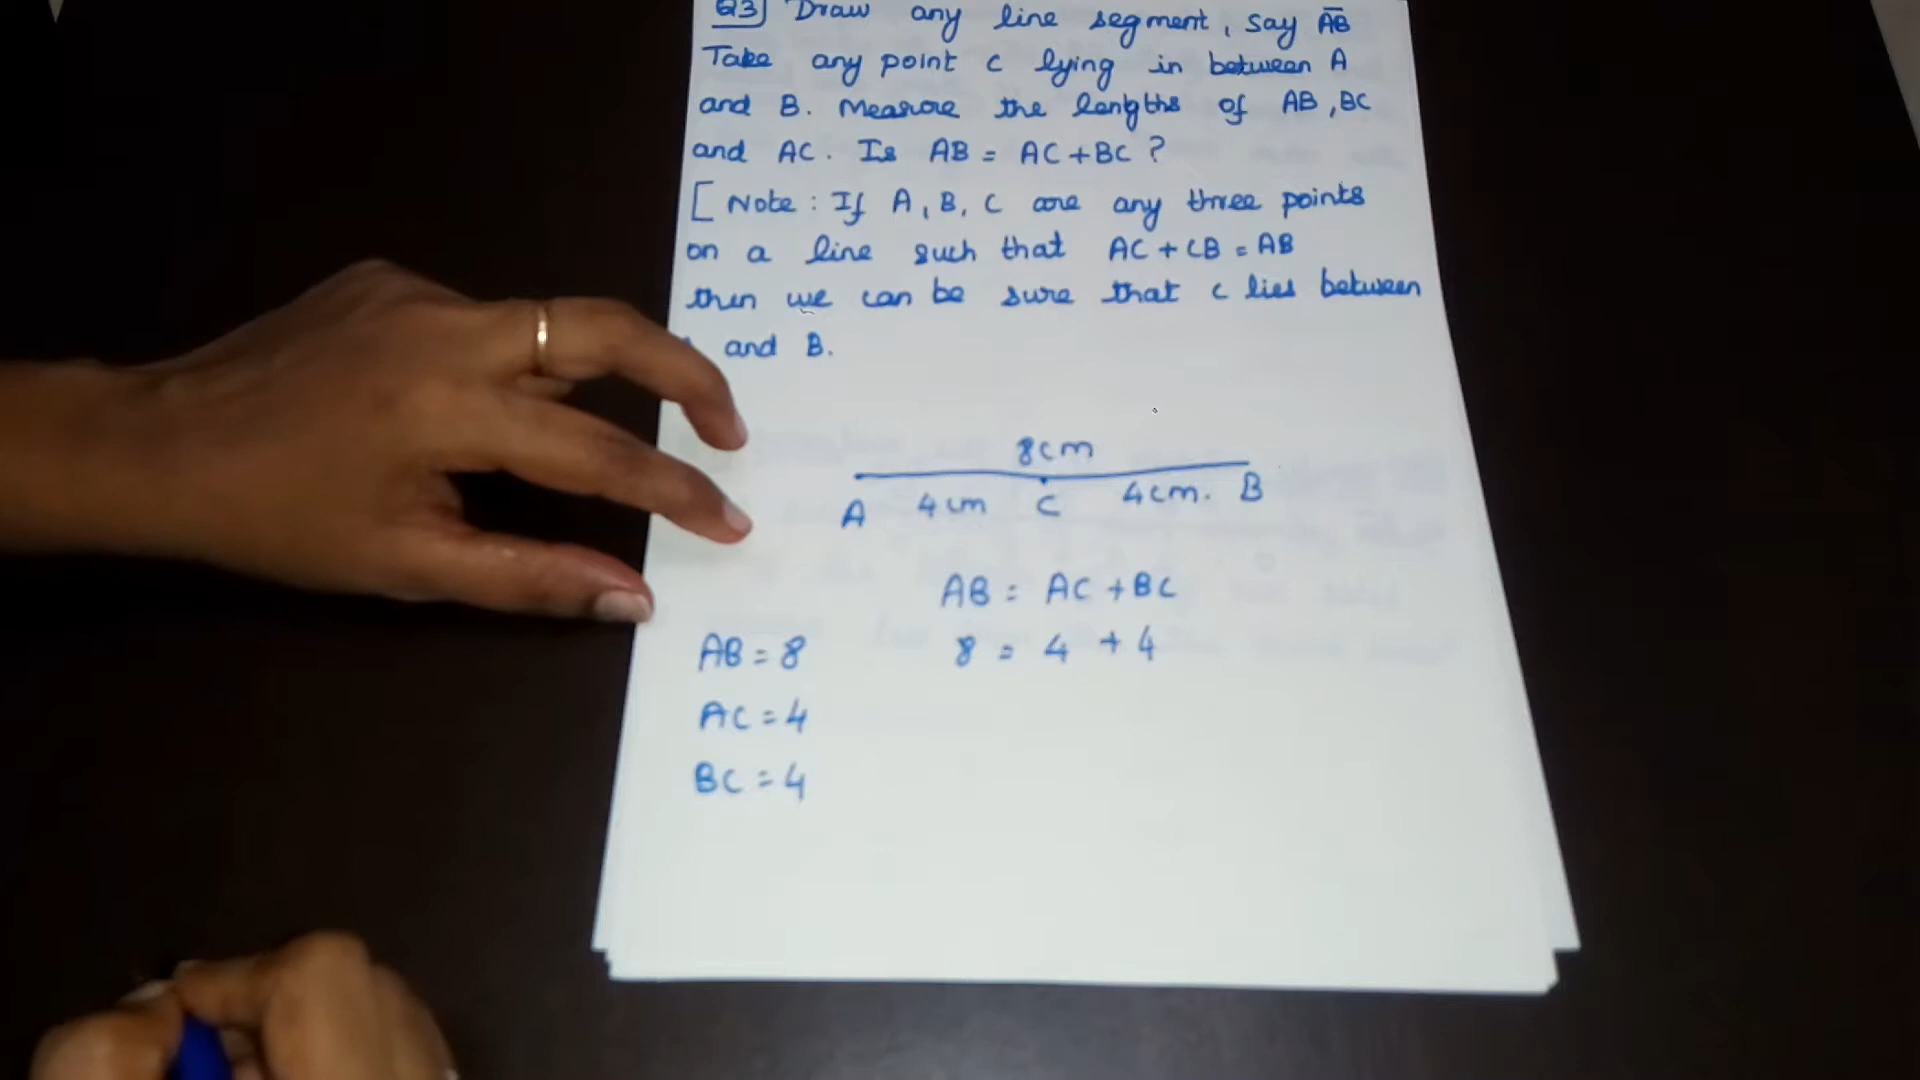 Q3] Draw any line segment, say AB
Take any point C lying in between A
and B. Measure the lengths of AB, BC
and AC. Is AB = AC + BC ?
[ Note : If A, B, C are any three points
on a line such that AC + CB = AB
then we can be sure that C lies between
and B.
8cm
A 4cm C 4cm. B
AB = AC + BC
AB = 8 8 = 4 + 4
AC = 4
BC = 4